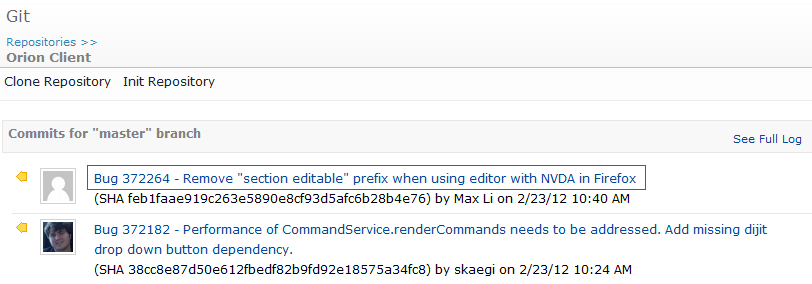 Git
Repositories >>
Orion Client
Clone Repository Init Repository
Commits for "master" branch
See Full Log
Bug 372264 - Remove "section editable" prefix when using editor with NVDA in Firefox
(SHA feb1faae919c263e5890e8cf93d5afc6b28b4e76) by Max Li on 2/23/12 10:40 AM
Bug 372182 - Performance of CommandService.renderCommands needs to be addressed. Add missing dijit
drop down button dependency.
(SHA 38cc8e87d50e612fbedf82b9fd92e18575a34fc8) by skaegi on 2/23/12 10:24 AM